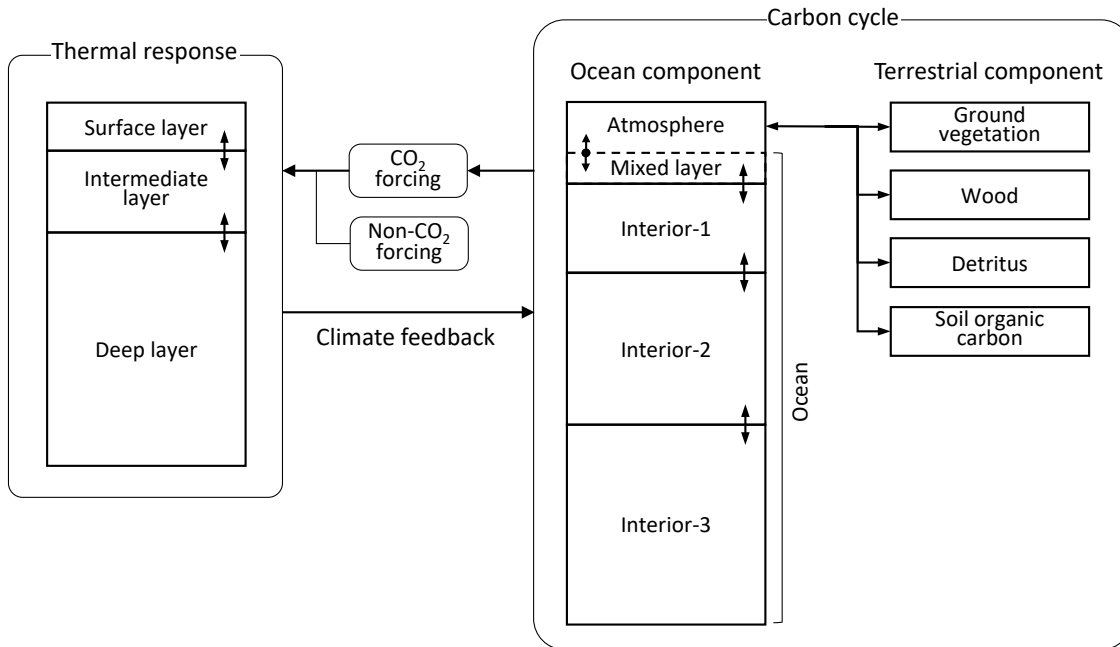 Carbon cycle
Thermal response
Ocean component
Terrestrial component
Surface layer
Intermediate
layer
Deep layer
CO₂
forcing
Non-CO₂
forcing
Climate feedback
Atmosphere
Mixed layer
Interior-1
Interior-2
Interior-3
Ocean
Ground
vegetation
Wood
Detritus
Soil organic
carbon